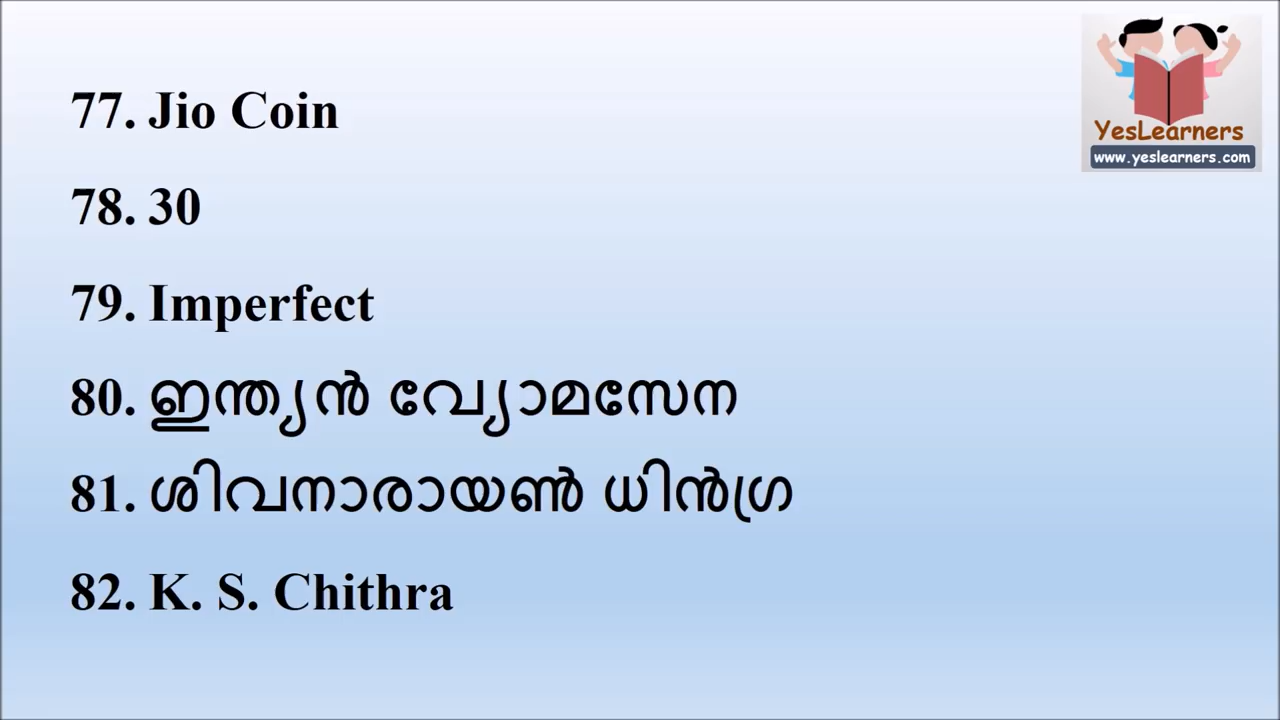 77. Jio Coin
78. 30
79. Imperfect
80. ഇന്ത്യൻ വ്യോമസേന
81. ശിവനാരായൺ ധിൻഗ്ര
82. K. S. Chithra
YesLearners
www.yeslearners.com